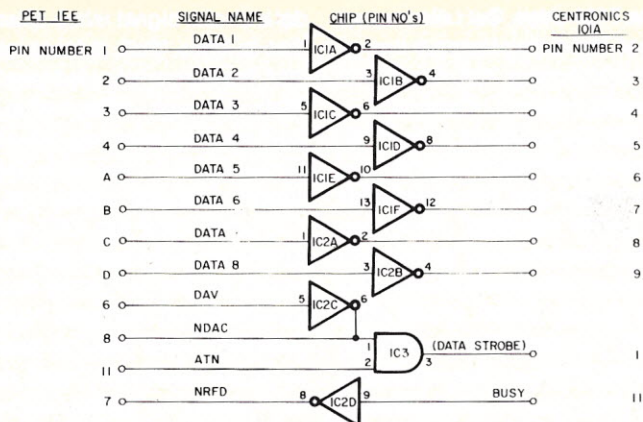 PET IEE SIGNAL NAME CHIP (PIN NO's) CENTRONICS
101A
PIN NUMBER 1 DATA 1 1 IC1A 2 PIN NUMBER 2
2 DATA 2 3 IC1B 4 3
3 DATA 3 5 IC1C 6 4
4 DATA 4 9 IC1D 8 5
A DATA 5 11 IC1E 10 6
B DATA 6 13 IC1F 12 7
C DATA 1 IC2A 2 8
D DATA 8 3 IC2B 4 9
6 DAV 5 IC2C 6
8 NDAC 1
IC3 3 (DATA STROBE) 1
11 ATN 2
7 NRFD 8 IC2D 9 BUSY 11